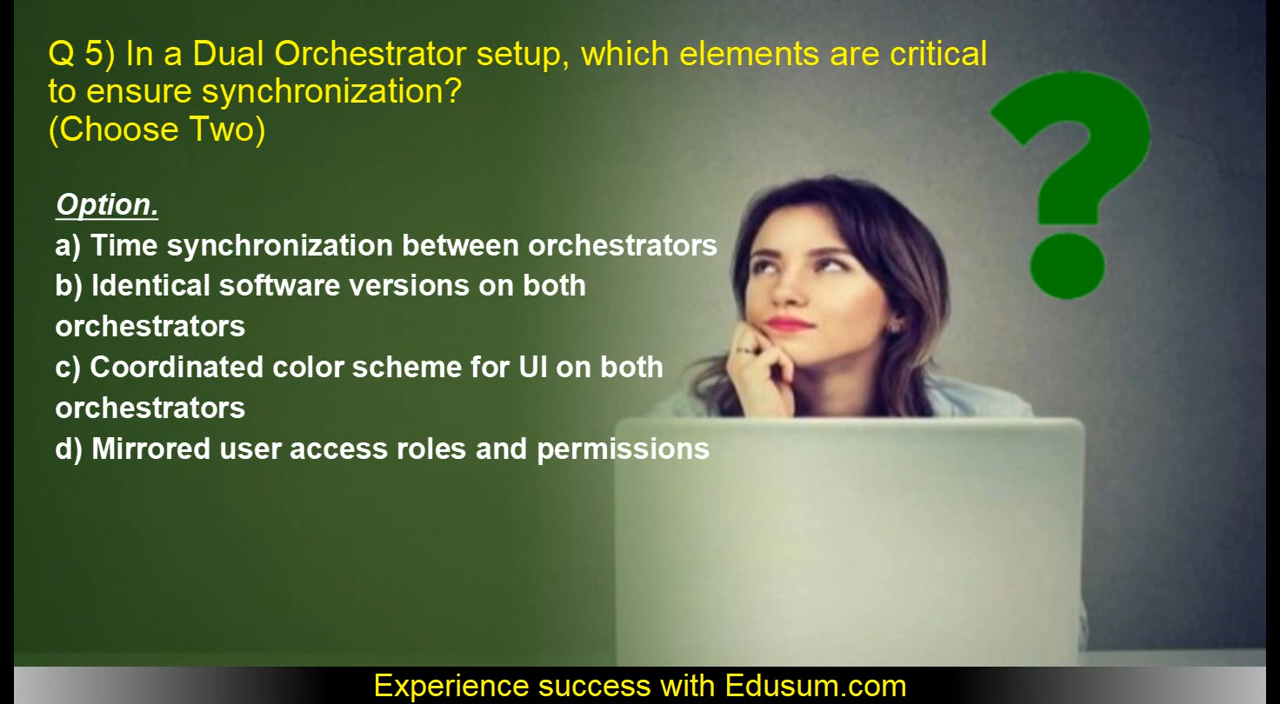 Q 5) In a Dual Orchestrator setup, which elements are critical
to ensure synchronization?
(Choose Two)
Option.
a) Time synchronization between orchestrators
b) Identical software versions on both
orchestrators
c) Coordinated color scheme for UI on both
orchestrators
d) Mirrored user access roles and permissions
?
Experience success with Edusum.com